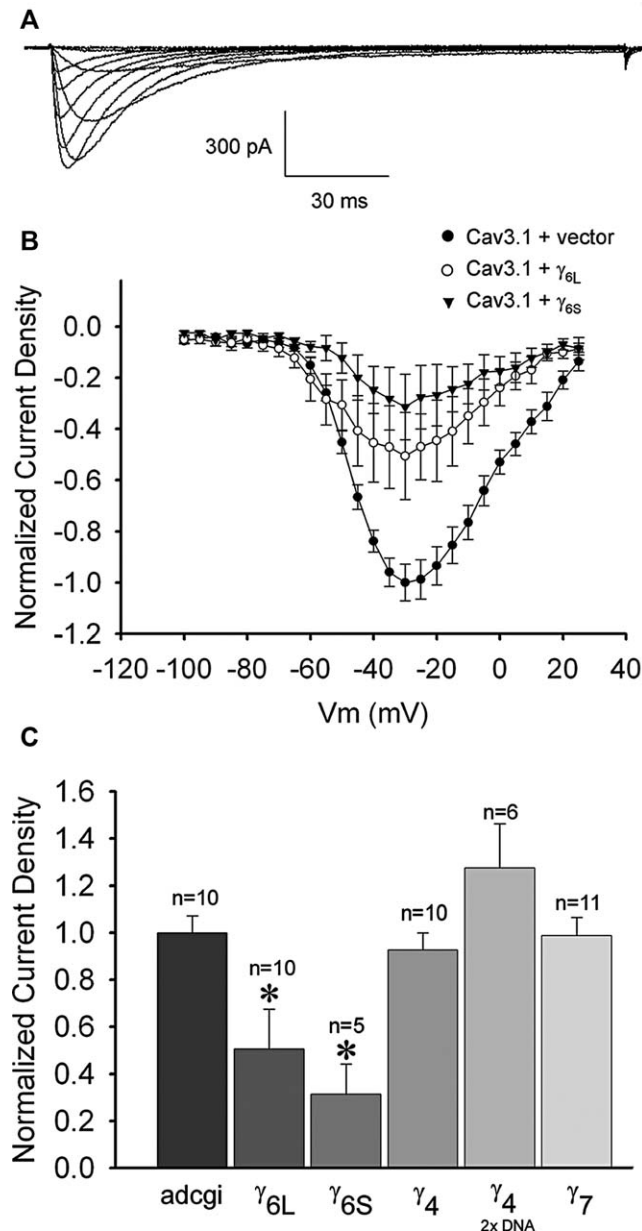 A
300 pA
30 ms
B
Cav3.1 + vector
Cav3.1 + γ6L
Cav3.1 + γ6S
Normalized Current Density
0.0
-0.2
-0.4
-0.6
-0.8
-1.0
-1.2
-120 -100 -80 -60 -40 -20 0 20 40
Vm (mV)
C
Normalized Current Density
1.6
1.4
1.2
1.0
0.8
0.6
0.4
0.2
0.0
n=10
n=10
*
n=5
*
n=10
n=6
n=11
adcgi γ6L γ6S γ4 γ4 γ7
2x DNA